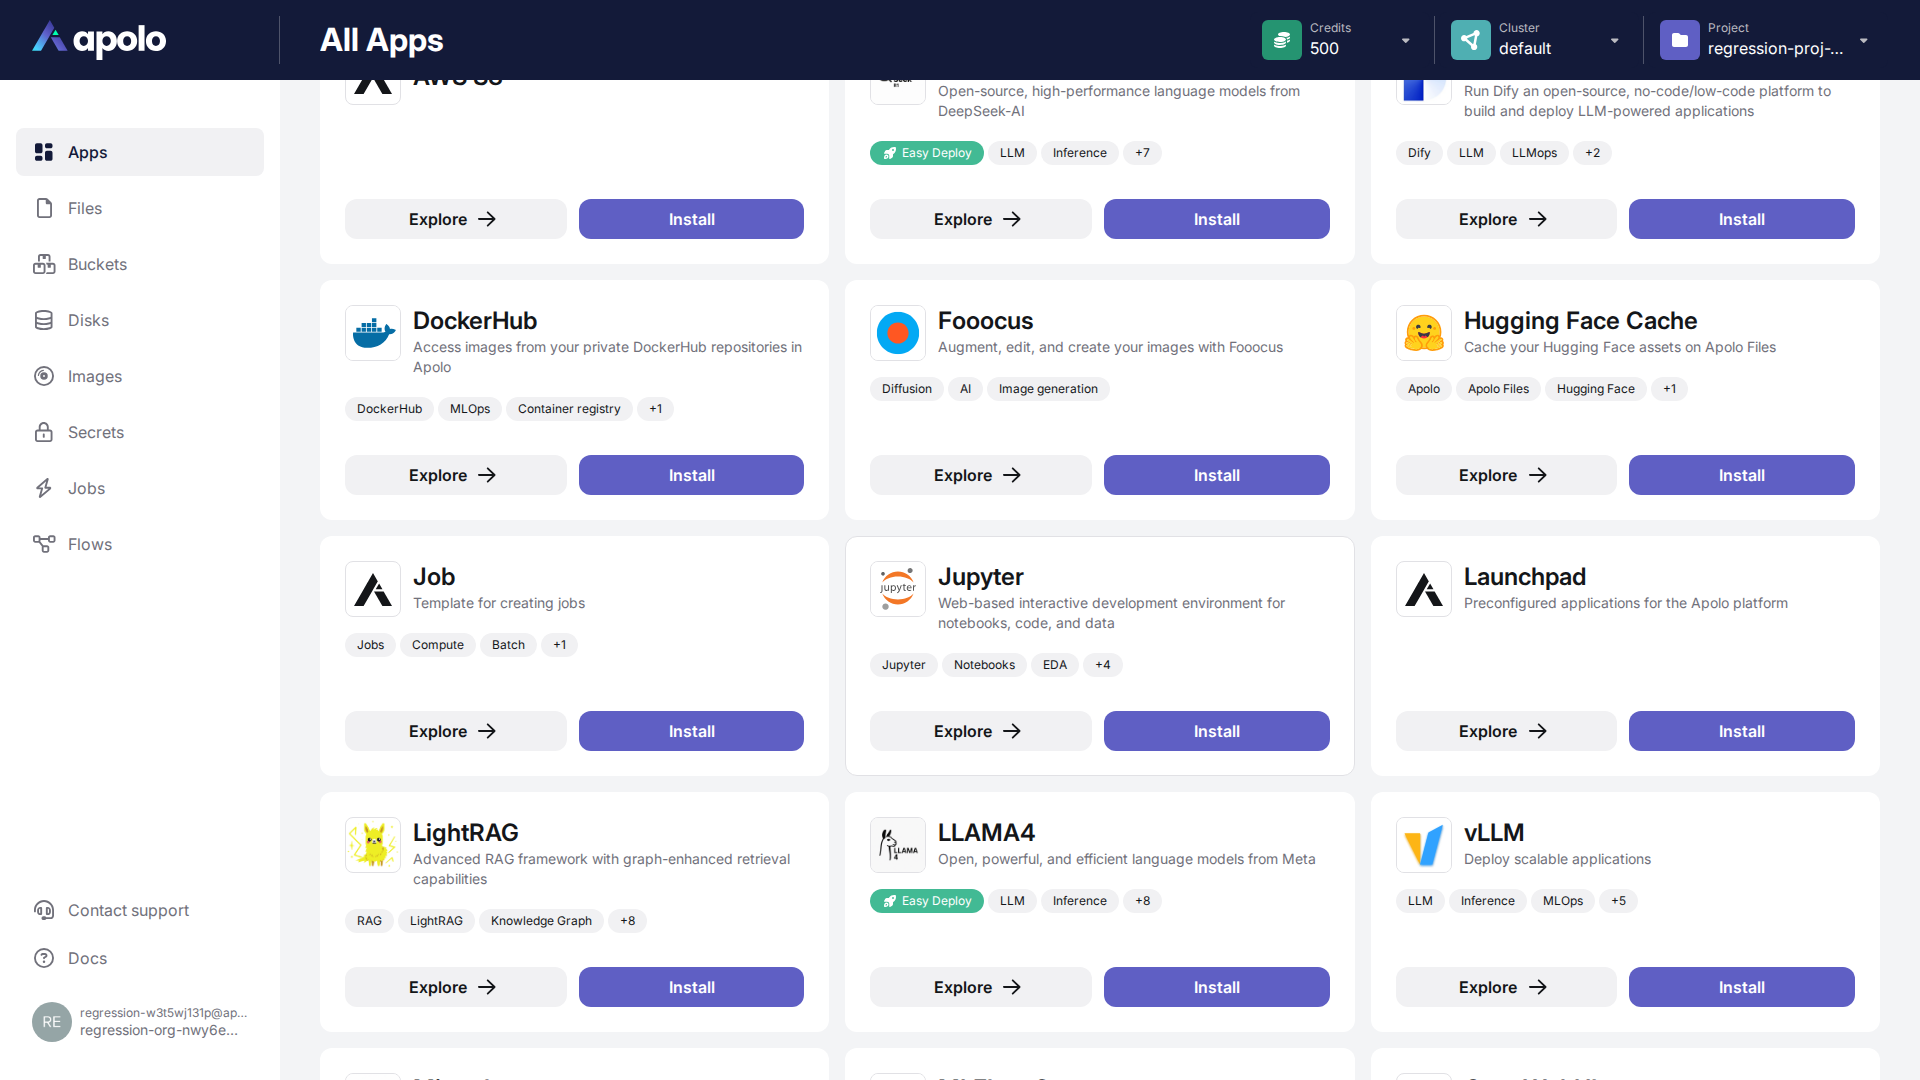 apolo
All Apps
Credits
500
Cluster
default
Project
regression-proj-...
Apps
Files
Buckets
Disks
Images
Secrets
Jobs
Flows
Contact support
Docs
RE
regression-w3t5wj131p@ap...
regression-org-nwy6e...
AWS S3
Explore
Install
Open-source, high-performance language models from
DeepSeek-AI
Easy Deploy
LLM
Inference
+7
Explore
Install
Run Dify an open-source, no-code/low-code platform to
build and deploy LLM-powered applications
Dify
LLM
LLMops
+2
Explore
Install
DockerHub
Access images from your private DockerHub repositories in
Apolo
DockerHub
MLOps
Container registry
+1
Explore
Install
Fooocus
Augment, edit, and create your images with Fooocus
Diffusion
AI
Image generation
Explore
Install
Hugging Face Cache
Cache your Hugging Face assets on Apolo Files
Apolo
Apolo Files
Hugging Face
+1
Explore
Install
Job
Template for creating jobs
Jobs
Compute
Batch
+1
Explore
Install
jupyter
Jupyter
Web-based interactive development environment for
notebooks, code, and data
Jupyter
Notebooks
EDA
+4
Explore
Install
Launchpad
Preconfigured applications for the Apolo platform
Explore
Install
LightRAG
Advanced RAG framework with graph-enhanced retrieval
capabilities
RAG
LightRAG
Knowledge Graph
+8
Explore
Install
LLAMA
4
LLAMA4
Open, powerful, and efficient language models from Meta
Easy Deploy
LLM
Inference
+8
Explore
Install
vLLM
Deploy scalable applications
LLM
Inference
MLOps
+5
Explore
Install